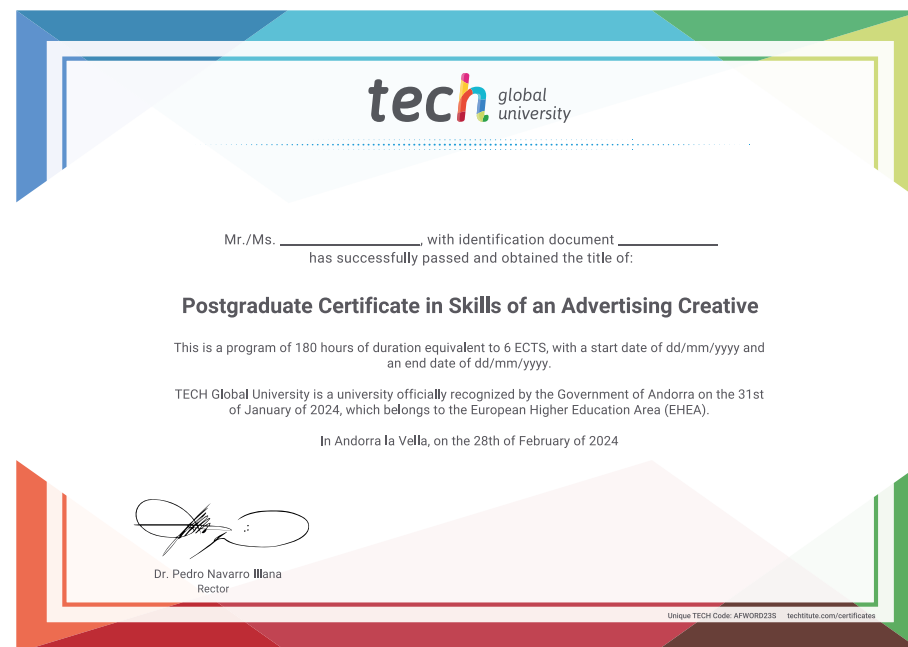 tech global
university
Mr./Ms. ____________, with identification document ____________
has successfully passed and obtained the title of:
Postgraduate Certificate in Skills of an Advertising Creative
This is a program of 180 hours of duration equivalent to 6 ECTS, with a start date of dd/mm/yyyy and
an end date of dd/mm/yyyy.
TECH Global University is a university officially recognized by the Government of Andorra on the 31st
of January of 2024, which belongs to the European Higher Education Area (EHEA).
In Andorra la Vella, on the 28th of February of 2024
Dr. Pedro Navarro Illana
Rector
Unique TECH Code: AFWORD23S techtitute.com/certificates